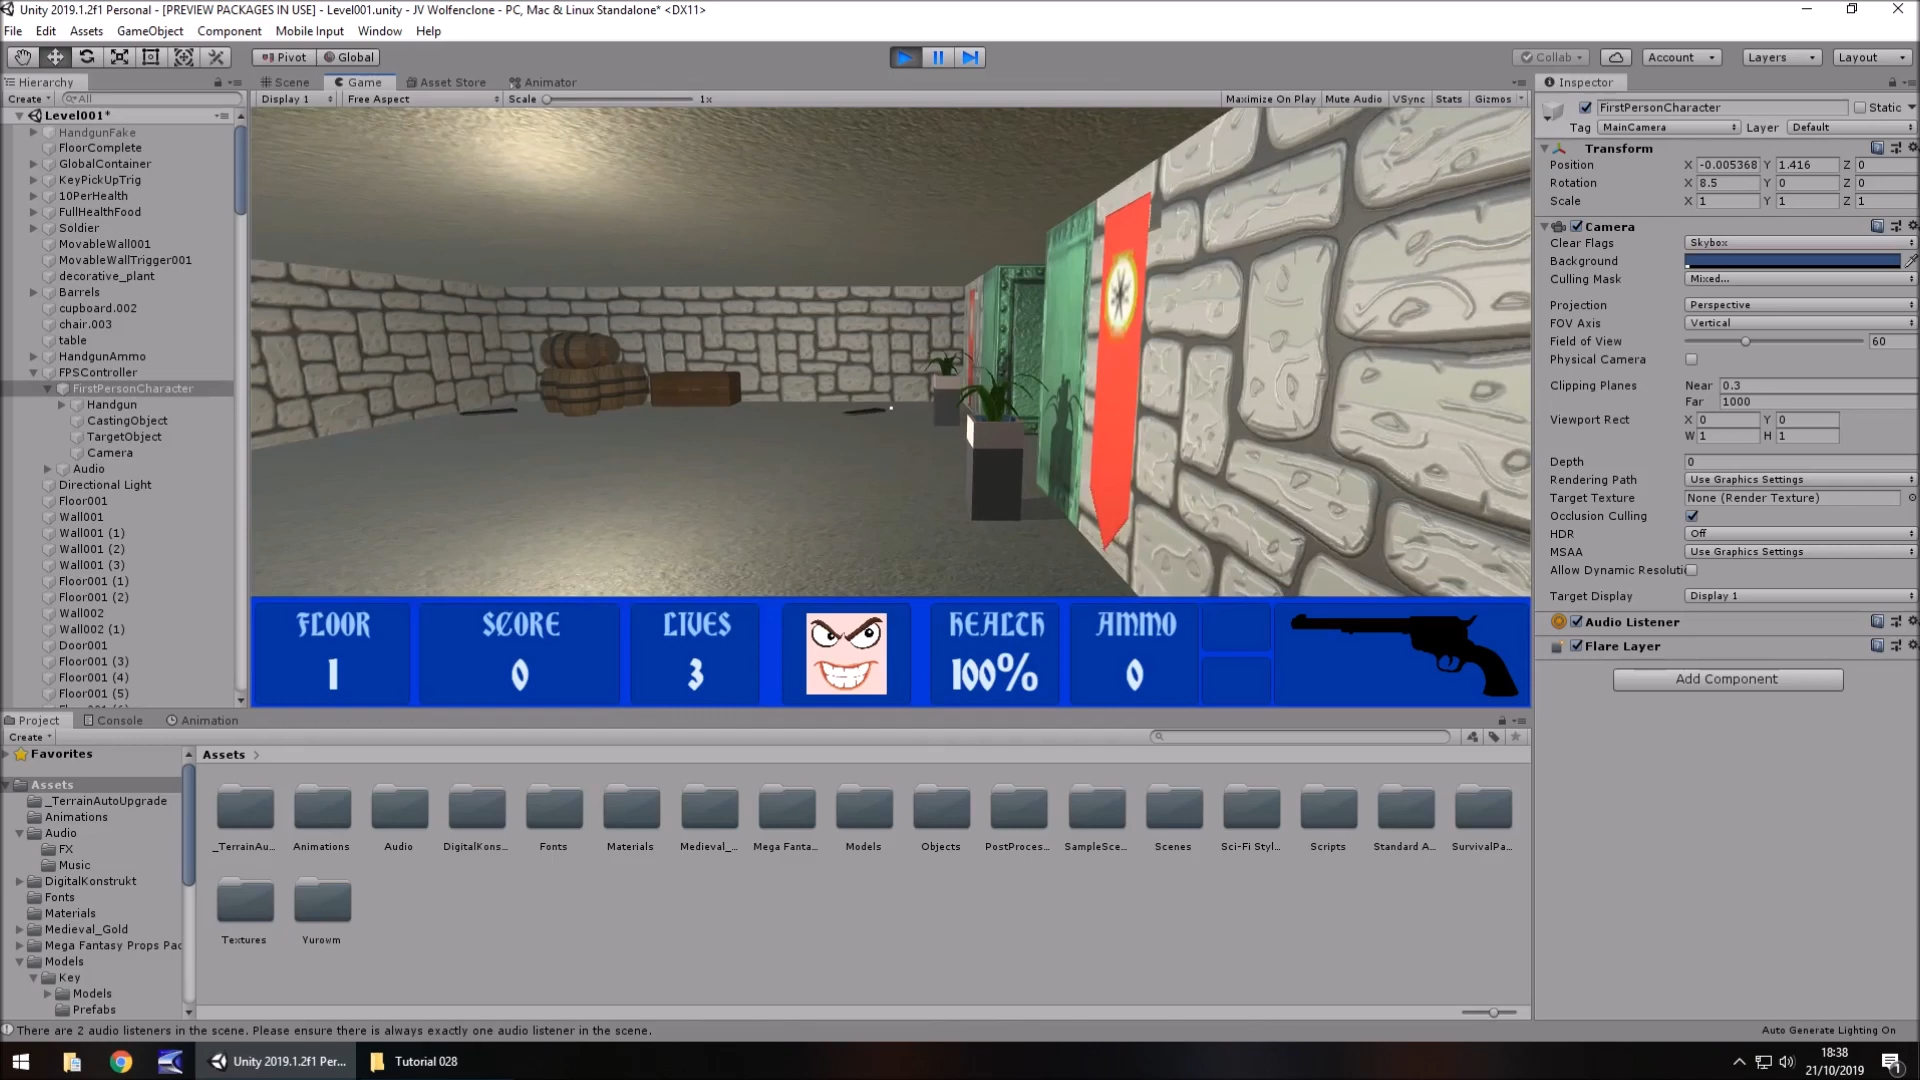 Unity 2019.1.2f1 Personal - [PREVIEW PACKAGES IN USE] - Level001.unity - JV Wolfenclone - PC, Mac & Linux Standalone* <DX11>
File Edit Assets GameObject Component Mobile Input Window Help
Pivot Global Collab Account Layers Layout
Hierarchy Scene Game Asset Store Animator Inspector
Create All Display 1 Free Aspect Scale 1x Maximize On Play Mute Audio VSync Stats Gizmos
Level001*
HandgunFake
FloorComplete
GlobalContainer
KeyPickUpTrig
10PerHealth
FullHealthFood
Soldier
MovableWall001
MovableWallTrigger001
decorative_plant
Barrels
cupboard.002
chair.003
table
HandgunAmmo
FPSController
FirstPersonCharacter
Handgun
CastingObject
TargetObject
Camera
Audio
Directional Light
Floor001
Wall001
Wall001 (1)
Wall001 (2)
Wall001 (3)
Floor001 (1)
Floor001 (2)
Wall002
Wall002 (1)
Door001
Floor001 (3)
Floor001 (4)
Floor001 (5)
FLOOR SCORE LIVES HEALTH AMMO
1 0 3 100% 0
FirstPersonCharacter Static
Tag MainCamera Layer Default
Transform
Position X -0.005368 Y 1.416 Z 0
Rotation X 8.5 Y 0 Z 0
Scale X 1 Y 1 Z 1
Camera
Clear Flags Skybox
Background
Culling Mask Mixed...
Projection Perspective
FOV Axis Vertical
Field of View 60
Physical Camera
Clipping Planes Near 0.3
Far 1000
Viewport Rect X 0 Y 0
W 1 H 1
Depth 0
Rendering Path Use Graphics Settings
Target Texture None (Render Texture)
Occlusion Culling
HDR Off
MSAA Use Graphics Settings
Allow Dynamic Resoluti
Target Display Display 1
Audio Listener
Flare Layer
Add Component
Project Console Animation
Create
Favorites
Assets
_TerrainAutoUpgrade
Animations
Audio
FX
Music
DigitalKonstrukt
Fonts
Materials
Medieval_Gold
Mega Fantasy Props Pac
Models
Key
Models
Prefabs
Assets
_TerrainAu... Animations Audio DigitalKons... Fonts Materials Medieval_... Mega Fanta... Models Objects PostProces... SampleSce... Scenes Sci-Fi Styl... Scripts Standard A... SurvivalPa...
Textures Yurowm
There are 2 audio listeners in the scene. Please ensure there is always exactly one audio listener in the scene. Auto Generate Lighting On
Unity 2019.1.2f1 Per... Tutorial 028
18:38
21/10/2019
1